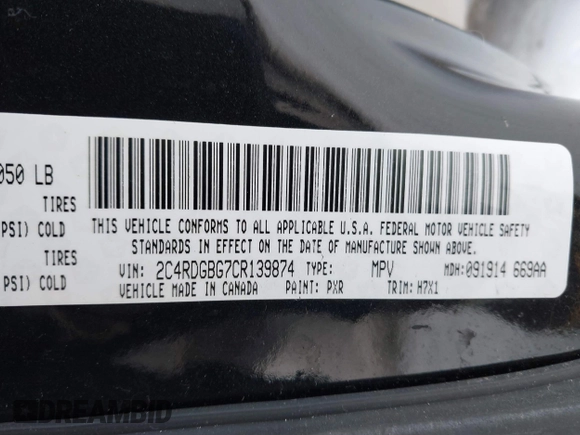 050 LB
TIRES
PSI) COLD
TIRES
PSI) COLD
THIS VEHICLE CONFORMS TO ALL APPLICABLE U.S.A. FEDERAL MOTOR VEHICLE SAFETY
STANDARDS IN EFFECT ON THE DATE OF MANUFACTURE SHOWN ABOVE.
VIN: 2C4RDGBG7CR139874 TYPE: MPV MDH: 091914 669AA
VEHICLE MADE IN CANADA PAINT: PXR TRIM: H7X1
DREAMBID